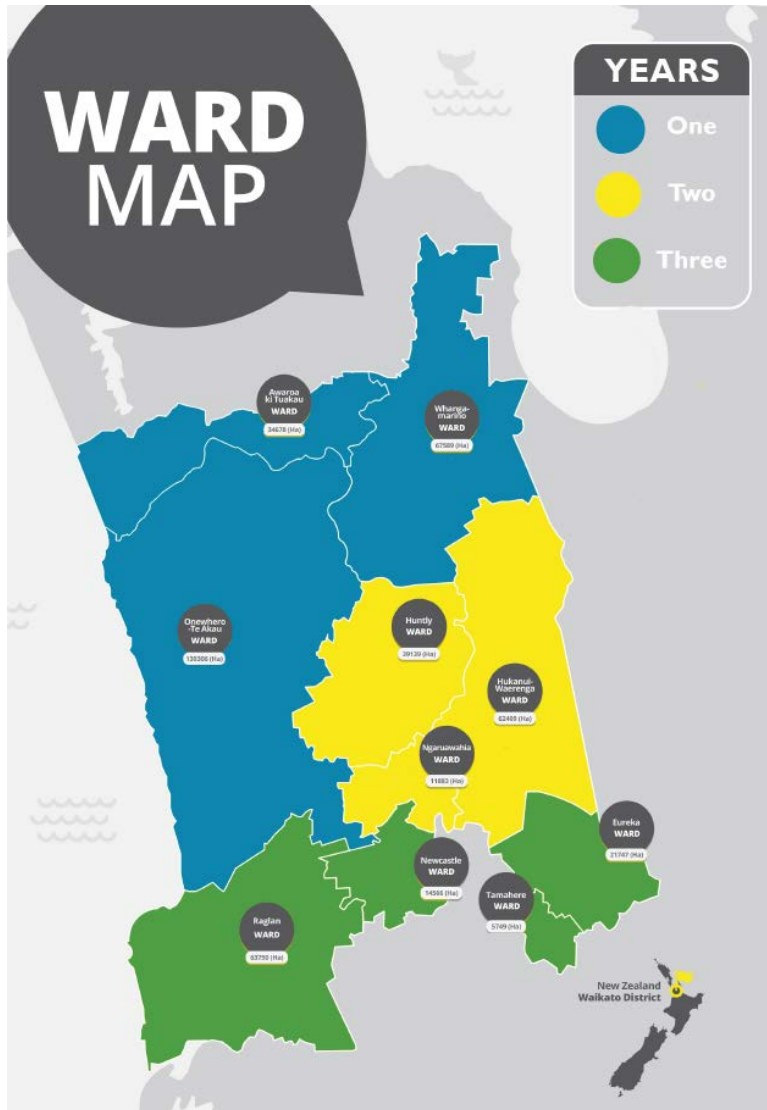 WARD
MAP
YEARS
One
Two
Three
Awaroa
ki Tuakau
WARD
34678 (Ha)
Whanga-
marino
WARD
67589 (Ha)
Onewhero
-Te Akau
WARD
Huntly
WARD
39139 (Ha)
Hukanui-
Waerenga
WARD
62489 (Ha)
Ngaruawahia
WARD
11883 (Ha)
Eureka
WARD
21747 (Ha)
Newcastle
WARD
14566 (Ha)
Tamahere
WARD
5749 (Ha)
Raglan
WARD
63750 (Ha)
New Zealand
Waikato District